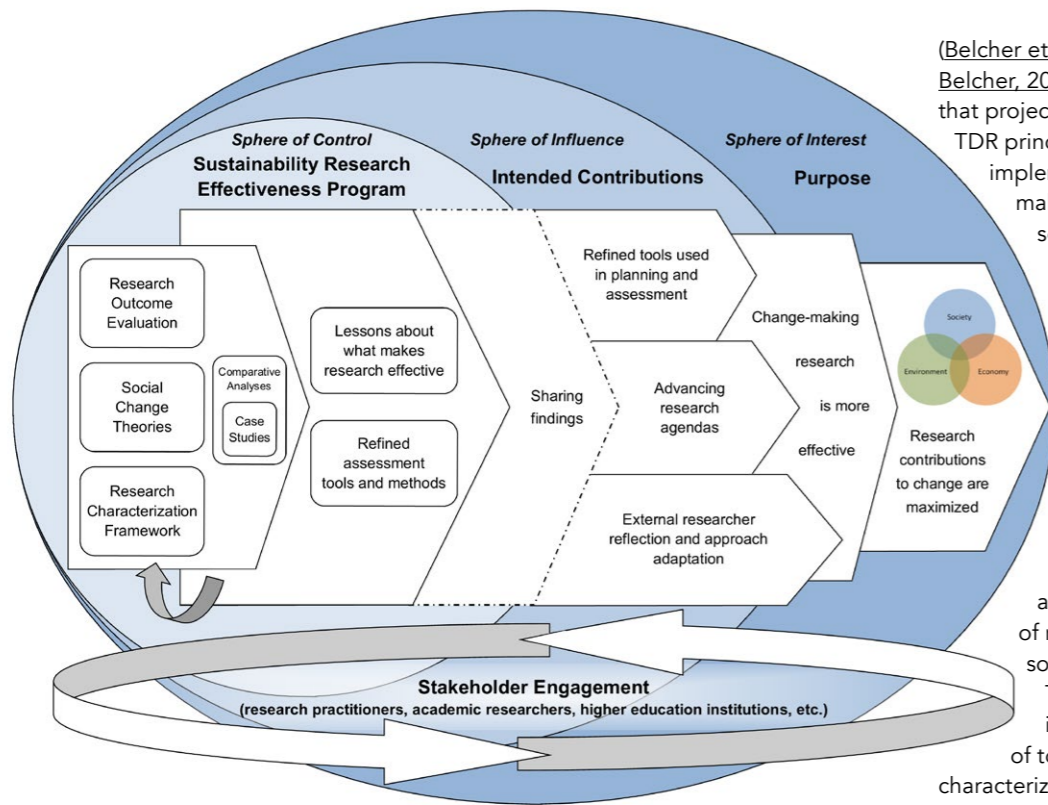 (Belcher et
Belcher, 20
that projec
TDR princ
impler
ma
s
Sphere of Control
Sustainability Research
Effectiveness Program
Sphere of Influence
Intended Contributions
Sphere of Interest
Purpose
Research
Outcome
Evaluation
Social
Change
Theories
Research
Characterization
Framework
Comparative
Analyses
Case
Studies
Lessons about
what makes
research effective
Refined
assessment
tools and methods
Sharing
findings
Refined tools used
in planning and
assessment
Advancing
research
agendas
External researcher
reflection and approach
adaptation
Change-making
research
is more
effective
Society
Environment
Economy
Research
contributions
to change are
maximized
a
of
so
i
of to
characteriz
Stakeholder Engagement
(research practitioners, academic researchers, higher education institutions, etc.)